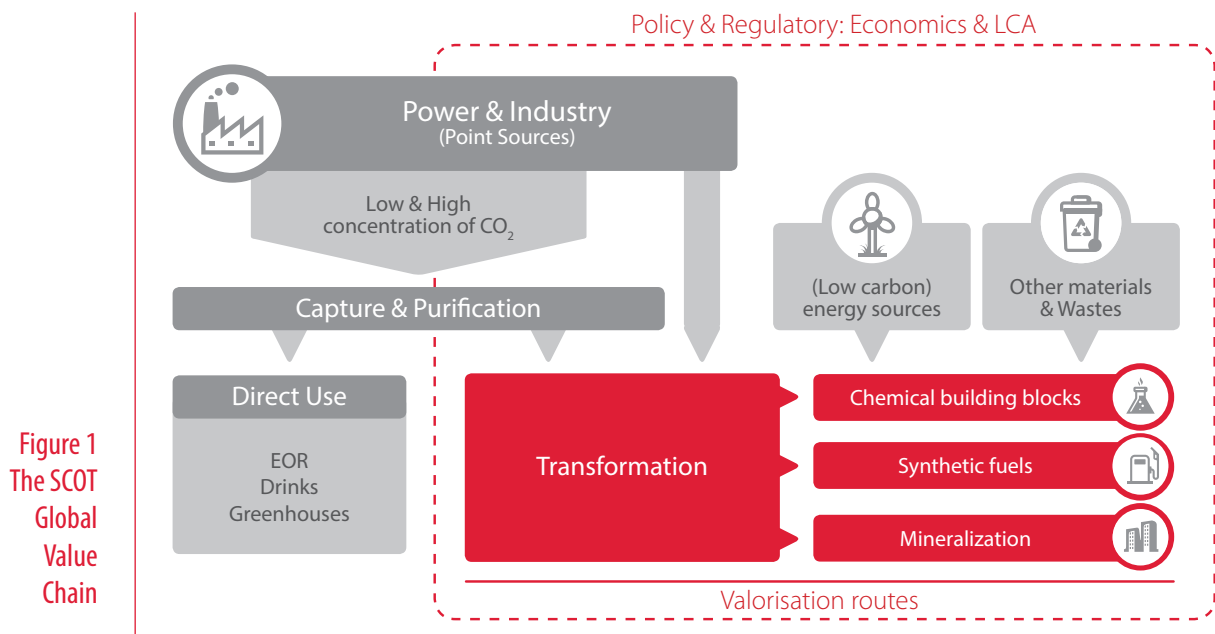 Policy & Regulatory: Economics & LCA
Power & Industry
(Point Sources)
Low & High
concentration of CO₂
Capture & Purification
(Low carbon)
energy sources
Other materials
& Wastes
Direct Use
EOR
Drinks
Greenhouses
Transformation
Chemical building blocks
Synthetic fuels
Mineralization
Valorisation routes
Figure 1
The SCOT
Global
Value
Chain